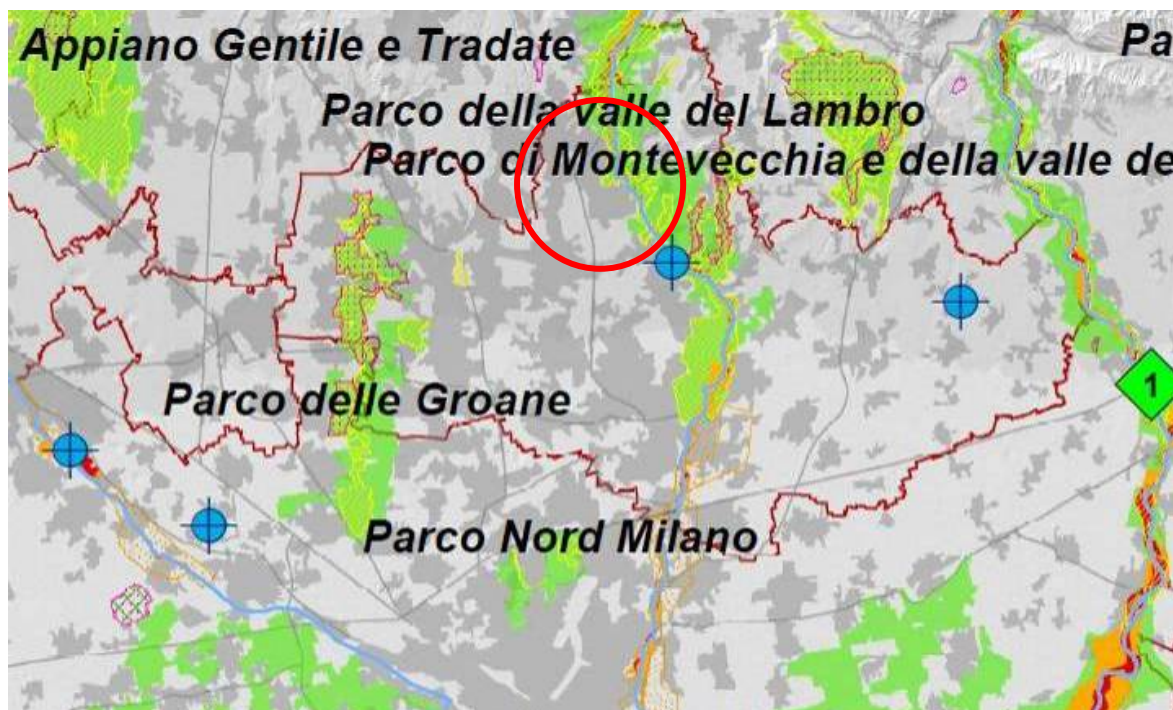 Appiano Gentile e Tradate
Pa
Parco della valle del Lambro
Parco di Montevecchia e della valle de
1
Parco delle Groane
Parco Nord Milano